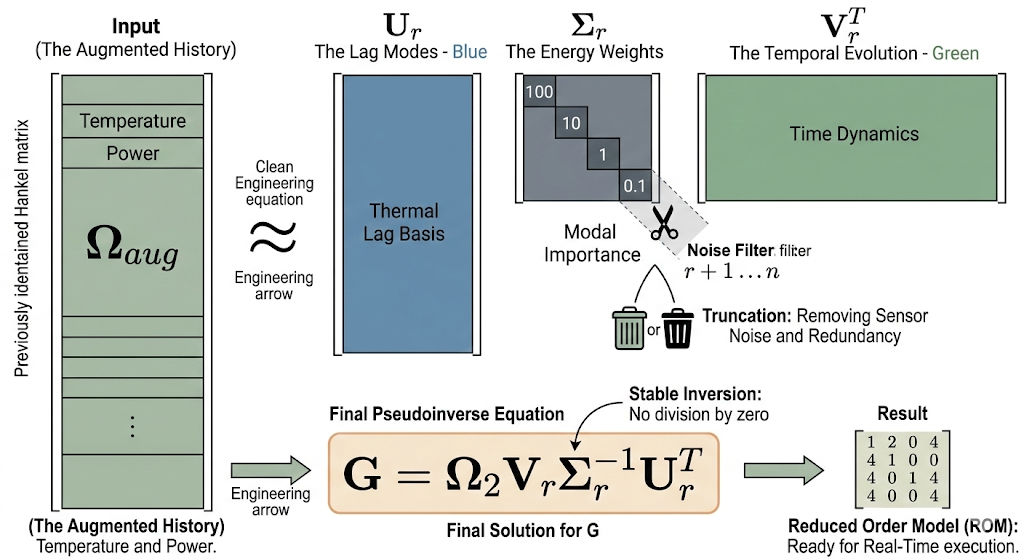 Input
(The Augmented History)
Previously identained Hankel matrix
Temperature
Power
Ω_aug
(The Augmented History)
Temperature and Power.
Clean
Engineering
equation
≈
Engineering
arrow
U_r
The Lag Modes - Blue
Thermal
Lag Basis
Σ_r
The Energy Weights
100
10
1
0.1
Modal
Importance
V_r^T
The Temporal Evolution - Green
Time Dynamics
Noise Filter: filter
r + 1 … n
or
Truncation: Removing Sensor
Noise and Redundancy
Engineering
arrow
Final Pseudoinverse Equation
Stable Inversion:
No division by zero
G = Ω_2 V_r Σ_r^{-1} U_r^T
Final Solution for G
Result
1 2 0 4
4 1 0 0
4 0 1 4
4 0 0 4
Reduced Order Model (ROM):
Ready for Real-Time execution.